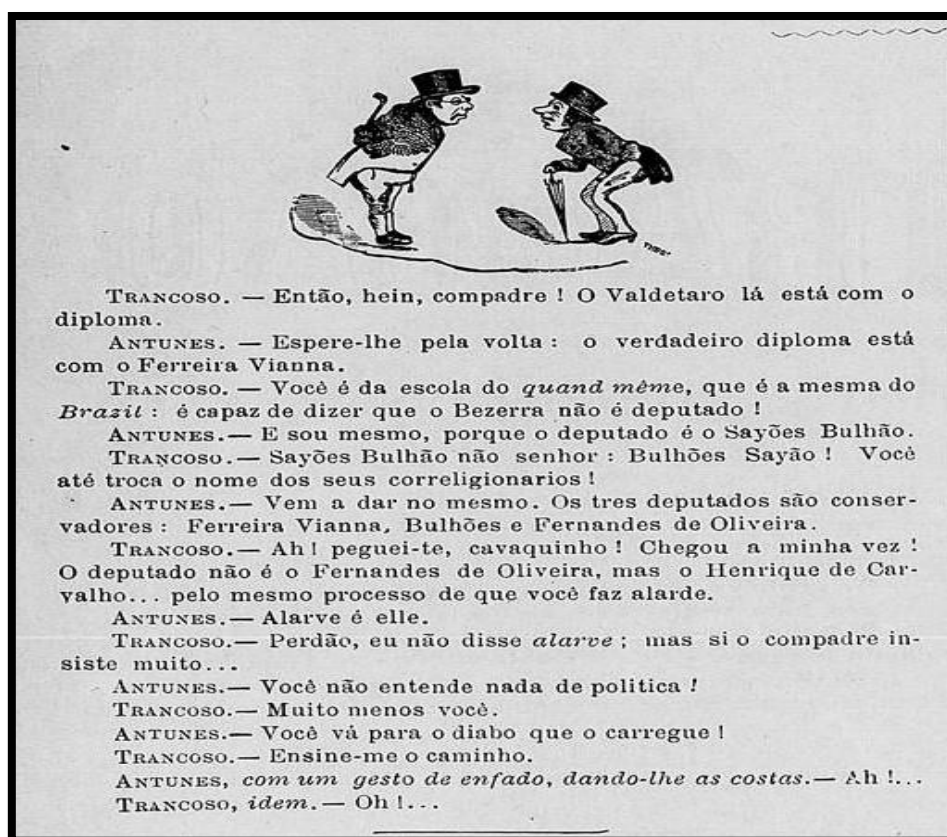 TRANCOSO. — Então, hein, compadre ! O Valdetaro lá está com o
diploma.
ANTUNES. — Espere-lhe pela volta : o verdadeiro diploma está
com o Ferreira Vianna.
TRANCOSO. — Você é da escola do quand même, que é a mesma do
Brazil : é capaz de dizer que o Bezerra não é deputado !
ANTUNES.— E sou mesmo, porque o deputado é o Sayões Bulhão.
TRANCOSO.— Sayões Bulhão não senhor : Bulhões Sayão ! Você
até troca o nome dos seus correligionarios !
ANTUNES.— Vem a dar no mesmo. Os tres deputados são conser-
vadores : Ferreira Vianna, Bulhões e Fernandes de Oliveira.
TRANCOSO.— Ah ! peguei-te, cavaquinho ! Chegou a minha vez !
O deputado não é o Fernandes de Oliveira, mas o Henrique de Car-
valho... pelo mesmo processo de que você faz alarde.
ANTUNES.— Alarve é elle.
TRANCOSO.— Perdão, eu não disse alarve ; mas si o compadre in-
siste muito...
ANTUNES.— Você não entende nada de politica !
TRANCOSO.— Muito menos você.
ANTUNES.— Você vá para o diabo que o carregue !
TRANCOSO.— Ensine-me o caminho.
ANTUNES, com um gesto de enfado, dando-lhe as costas.— Ah !...
TRANCOSO, idem.— Oh !...